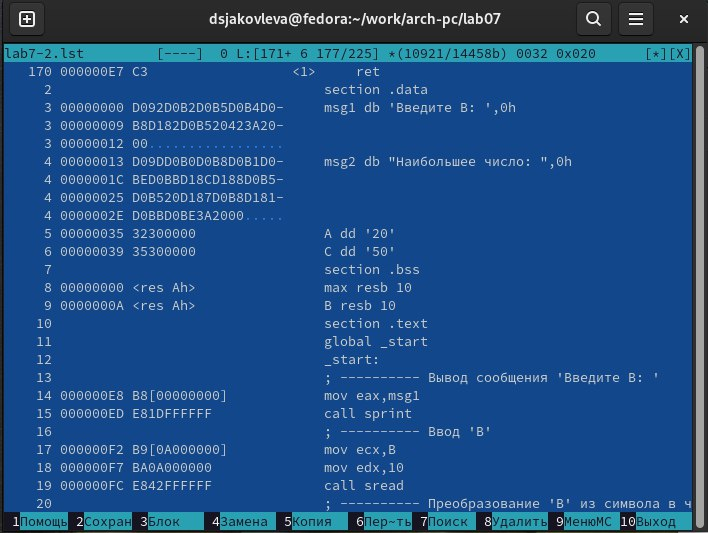 dsjakovleva@fedora:~/work/arch-pc/lab07
lab7-2.lst [----] 0 L:[171+ 6 177/225] *(10921/14458b) 0032 0x020 [*][X]
170 000000E7 C3 <1> ret
2 section .data
3 00000000 D092D0B2D0B5D0B4D0- msg1 db 'Введите B: ',0h
3 00000009 B8D182D0B520423A20-
3 00000012 00.................
4 00000013 D09DD0B0D0B8D0B1D0- msg2 db "Наибольшее число: ",0h
4 0000001C BED0BBD18CD188D0B5-
4 00000025 D0B520D187D0B8D181-
4 0000002E D0BBD0BE3A2000.....
5 00000035 32300000 A dd '20'
6 00000039 35300000 C dd '50'
7 section .bss
8 00000000 <res Ah> max resb 10
9 0000000A <res Ah> B resb 10
10 section .text
11 global _start
12 _start:
13 ; ---------- Вывод сообщения 'Введите B: '
14 000000E8 B8[00000000] mov eax,msg1
15 000000ED E81DFFFFFF call sprint
16 ; ---------- Ввод 'B'
17 000000F2 B9[0A000000] mov ecx,B
18 000000F7 BA0A000000 mov edx,10
19 000000FC E842FFFFFF call sread
20 ; ---------- Преобразование 'B' из символа в ч
1Помощь 2Сохран 3Блок 4Замена 5Копия 6Пер~ть 7Поиск 8Удалить 9МенюMC 10Выход